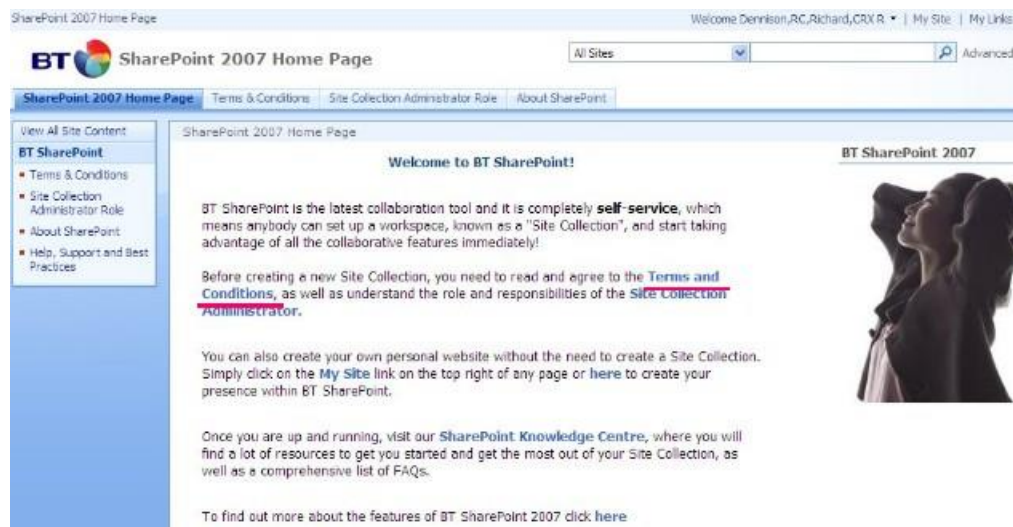 SharePoint 2007 Home Page
Welcome Dennison,RC,Richard,CRX R | My Site | My Links
BT SharePoint 2007 Home Page
All Sites
Advanced
SharePoint 2007 Home Page Terms & Conditions Site Collection Administrator Role About SharePoint
View All Site Content
BT SharePoint
Terms & Conditions
Site Collection
Administrator Role
About SharePoint
Help, Support and Best
Practices
SharePoint 2007 Home Page
Welcome to BT SharePoint!
BT SharePoint is the latest collaboration tool and it is completely self-service, which
means anybody can set up a workspace, known as a "Site Collection", and start taking
advantage of all the collaborative features immediately!
Before creating a new Site Collection, you need to read and agree to the Terms and
Conditions, as well as understand the role and responsibilities of the Site Collection
Administrator.
You can also create your own personal website without the need to create a Site Collection.
Simply click on the My Site link on the top right of any page or here to create your
presence within BT SharePoint.
Once you are up and running, visit our SharePoint Knowledge Centre, where you will
find a lot of resources to get you started and get the most out of your Site Collection, as
well as a comprehensive list of FAQs.
To find out more about the features of BT SharePoint 2007 click here
BT SharePoint 2007